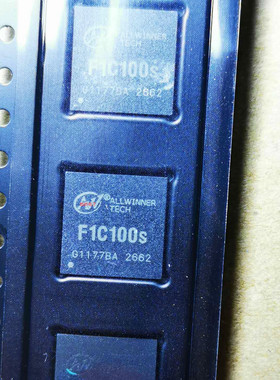 ALLWINNER
TECH
F1C100s
G1177BA 2662
®ALLWINNER
TECH
F1C100s
G1177BA 2662